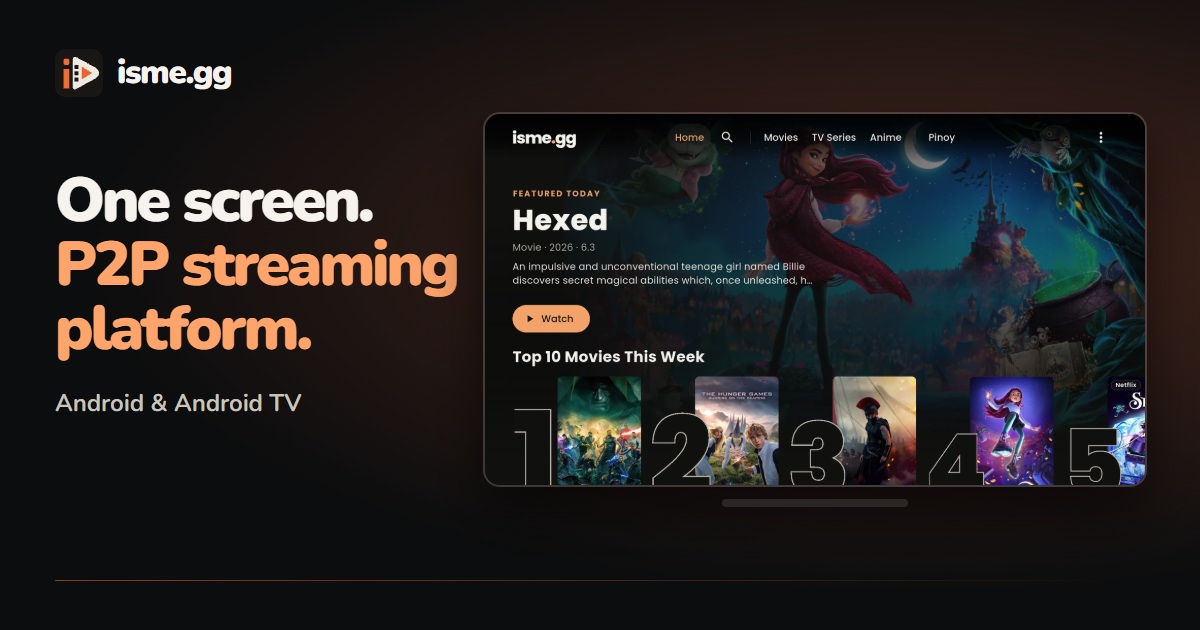 isme.gg
One screen.
P2P streaming
platform.
Android & Android TV
isme.gg
Home
Movies
TV Series
Anime
Pinoy
FEATURED TODAY
Hexed
Movie · 2026 · 6.3
An impulsive and unconventional teenage girl named Billie
discovers secret magical abilities which, once unleashed, h...
Watch
Top 10 Movies This Week
1
2
THE HUNGER GAMES
3
4
5
Netflix